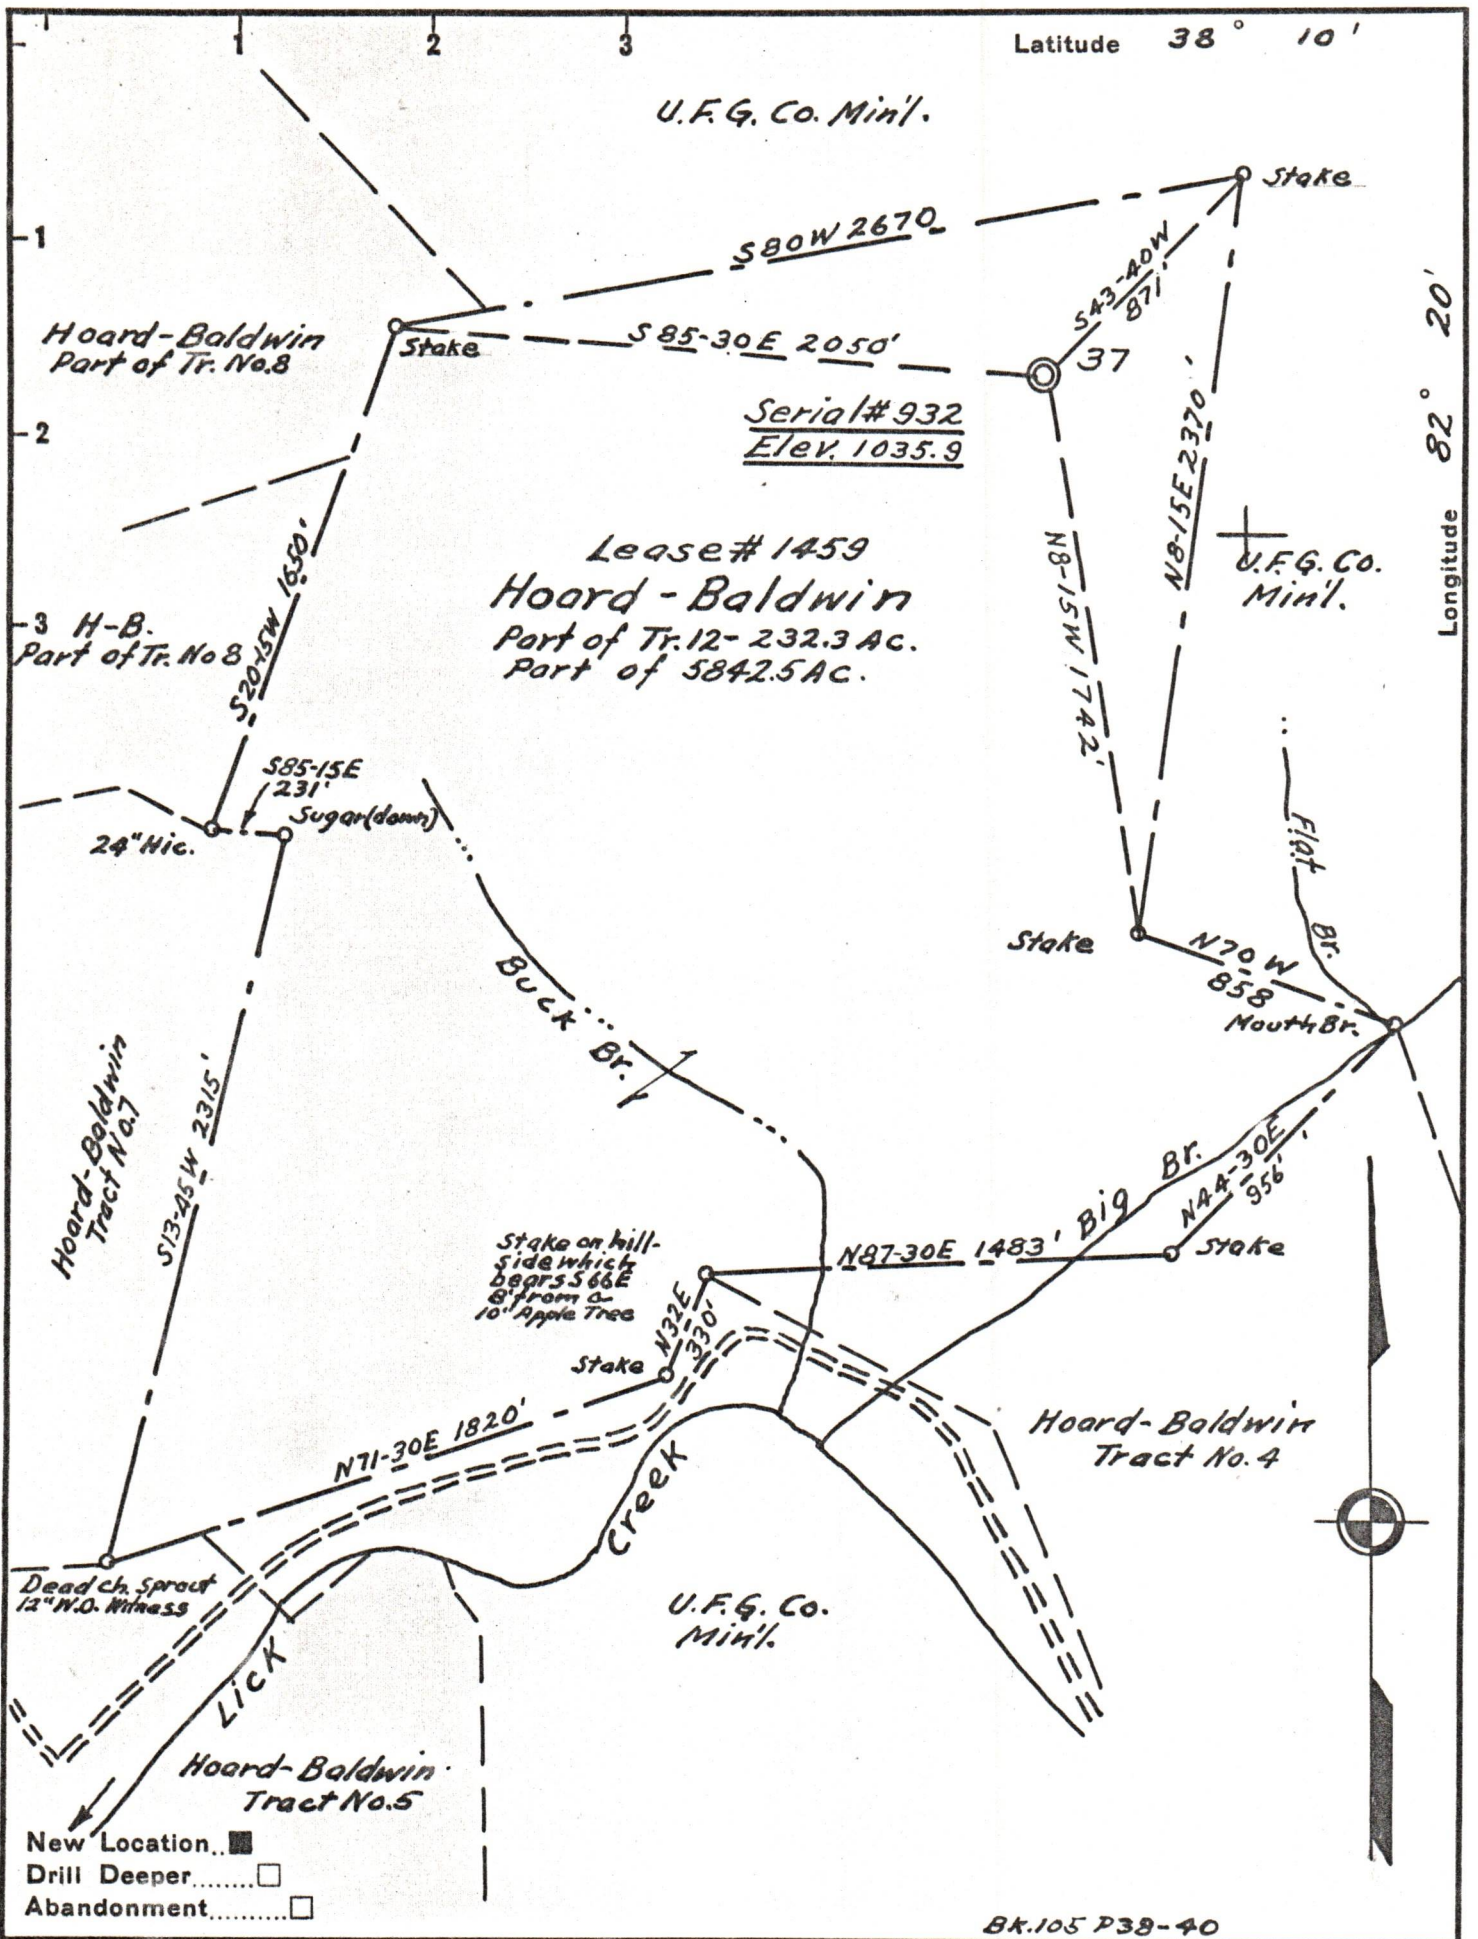 1 2 3
Latitude 38° 10'
U.F.G. Co. Min'l.
Stake
1
S80W 2670
S43-40W
871'
Longitude 82° 20'
Hoard-Baldwin
Part of Tr. No.8
Stake
S 85-30E 2050'
37
Serial # 932
Elev. 1035.9
2
N8-15E 2370'
S20-15W 1650'
Lease # 1459
Hoard - Baldwin
Part of Tr.12- 232.3 Ac.
Part of 5842.5 Ac.
N8-15W 1742'
U.F.G. Co.
Min'l.
3
H-B.
Part of Tr. No 8
S85-15E
231'
Sugar(down)
24" Hic.
Flat Br.
Stake
N70W
858
Mouth Br.
Buck Br.
Hoard-Baldwin
Tract No.7
S13-45W 2315'
Big Br.
N44-30E
956'
Stake on hill-
side which
bears S66E
8' from a
10" Apple Tree
N87-30E 1483'
Stake
N32E
330'
Stake
N71-30E 1820'
Hoard-Baldwin
Tract No.4
Dead ch. Sprout
12" W.O. Witness
Lick Creek
U.F.G. Co.
Min'l.
Hoard-Baldwin
Tract No.5
New Location..
Drill Deeper........
Abandonment..........
BK.105 P38-40